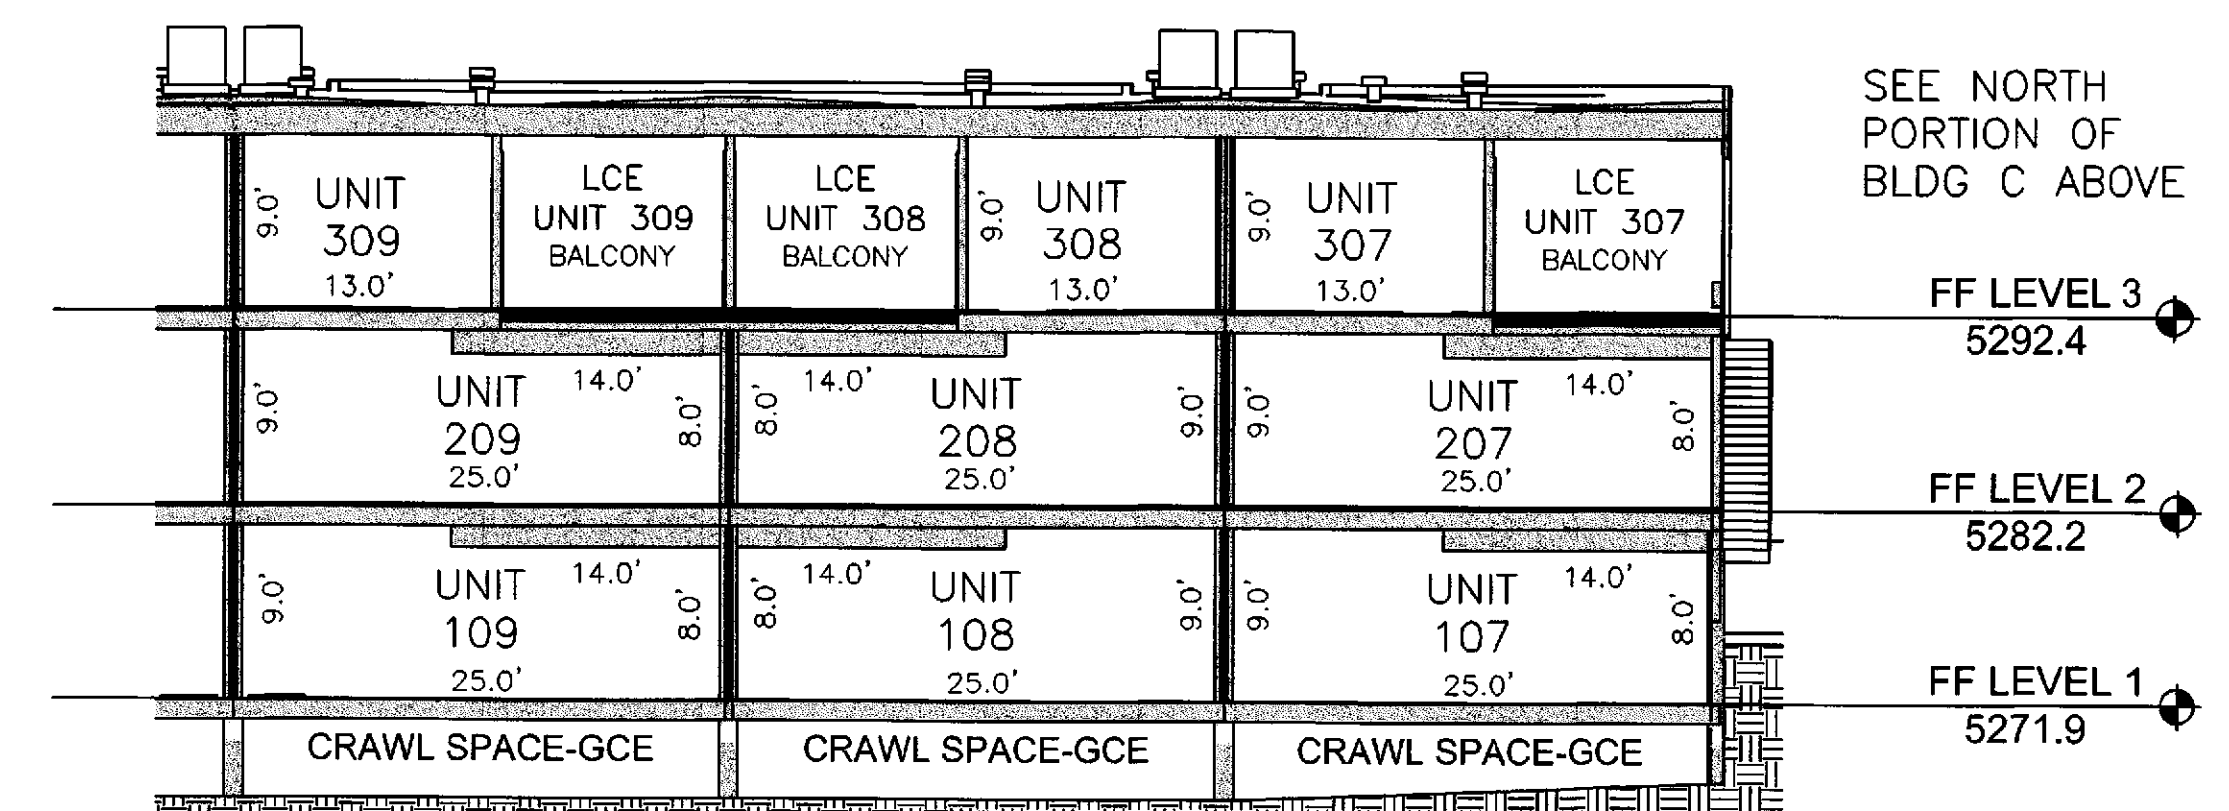 SEE NORTH
PORTION OF
BLDG C ABOVE
9.0'
UNIT
309
13.0'
LCE
UNIT 309
BALCONY
LCE
UNIT 308
BALCONY
9.0'
UNIT
308
13.0'
9.0'
UNIT
307
13.0'
LCE
UNIT 307
BALCONY
FF LEVEL 3
5292.4
9.0'
UNIT
209
25.0'
14.0'
8.0'
8.0'
14.0'
UNIT
208
25.0'
9.0'
9.0'
UNIT
207
25.0'
14.0'
8.0'
FF LEVEL 2
5282.2
9.0'
UNIT
109
25.0'
14.0'
8.0'
8.0'
14.0'
UNIT
108
25.0'
9.0'
9.0'
UNIT
107
25.0'
14.0'
8.0'
FF LEVEL 1
5271.9
CRAWL SPACE-GCE
CRAWL SPACE-GCE
CRAWL SPACE-GCE